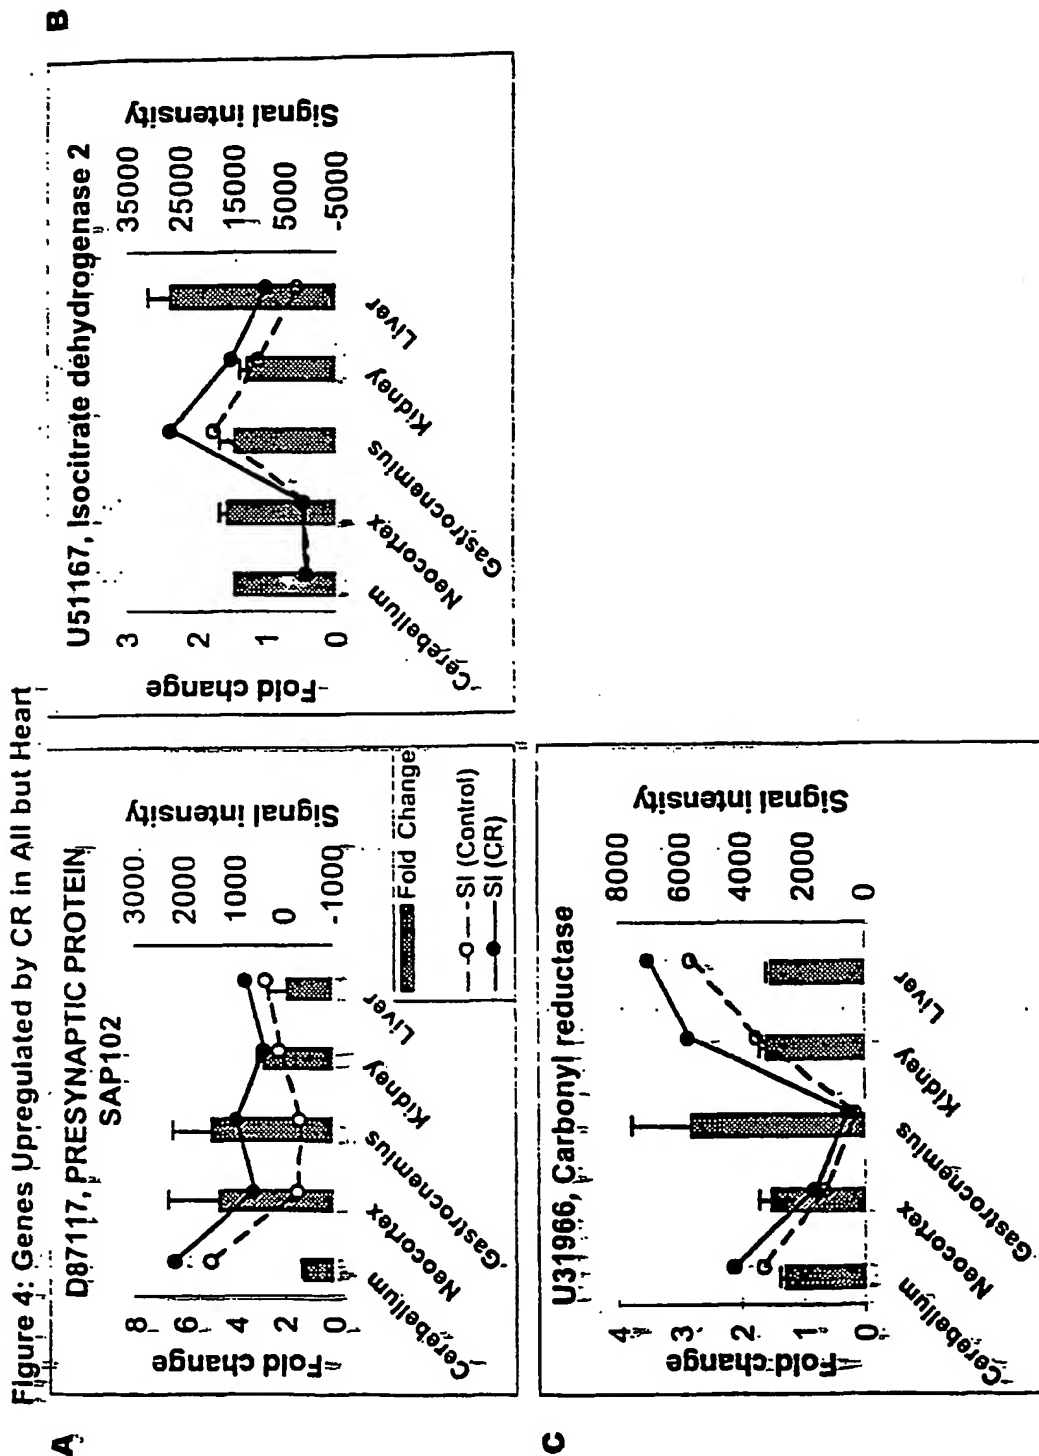 Figure 4: Genes Upregulated by CR in All but Heart
A
D87117, PRESYNAPTIC PROTEIN
SAP102
Fold change
8
6
4
2
0
Signal intensity
3000
2000
1000
0
-1000
Cerebellum
Neocortex
Gastrocnemius
Kidney
Liver
Fold Change
SI (Control)
SI (CR)
B
U51167, Isocitrate dehydrogenase 2
Fold change
3
2
1
0
Signal intensity
35000
25000
15000
5000
-5000
Cerebellum
Neocortex
Gastrocnemius
Kidney
Liver
C
U31966, Carbonyl reductase
Fold change
4
3
2
1
0
Signal intensity
8000
6000
4000
2000
0
Cerebellum
Neocortex
Gastrocnemius
Kidney
Liver